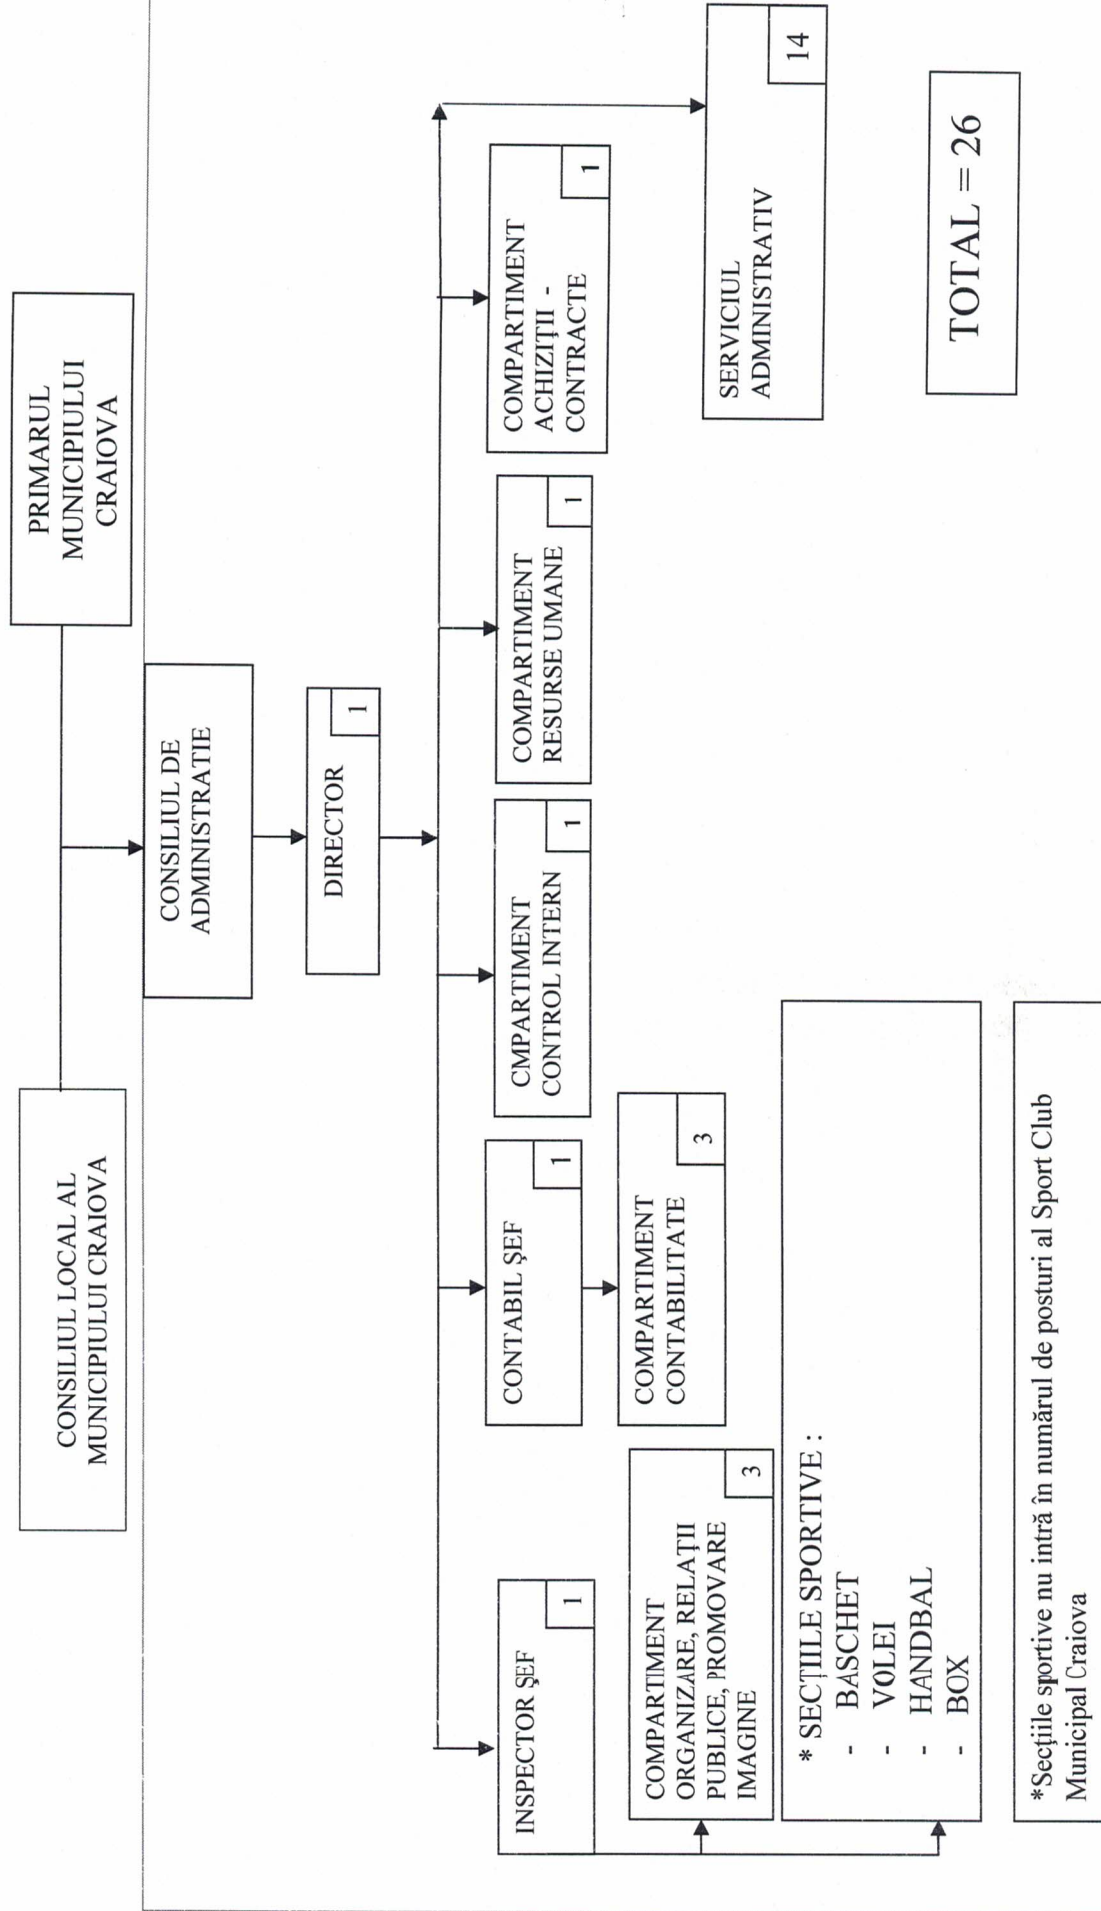 CONSILIUL LOCAL AL
MUNICIPIULUI CRAIOVA
PRIMARUL
MUNICIPIULUI
CRAIOVA
CONSILIUL DE
ADMINISTRATIE
DIRECTOR
1
INSPECTOR ŞEF
1
COMPARTIMENT
ORGANIZARE, RELAŢII
PUBLICE, PROMOVARE
IMAGINE
3
* SECŢIILE SPORTIVE :
- BASCHET
- VOLEI
- HANDBAL
- BOX
CONTABIL ŞEF
1
COMPARTIMENT
CONTABILITATE
3
CMPARTIMENT
CONTROL INTERN
1
COMPARTIMENT
RESURSE UMANE
1
COMPARTIMENT
ACHIZIŢII -
CONTRACTE
1
SERVICIUL
ADMINISTRATIV
14
TOTAL = 26
*Secţiile sportive nu intră în numărul de posturi al Sport Club
Municipal Craiova